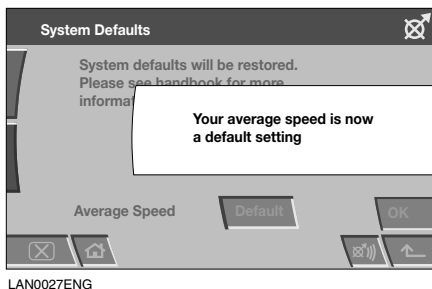 System Defaults
System defaults will be restored.
Please see handbook for more
informat
Your average speed is now
a default setting
Average Speed
Default
OK
LAN0027ENG